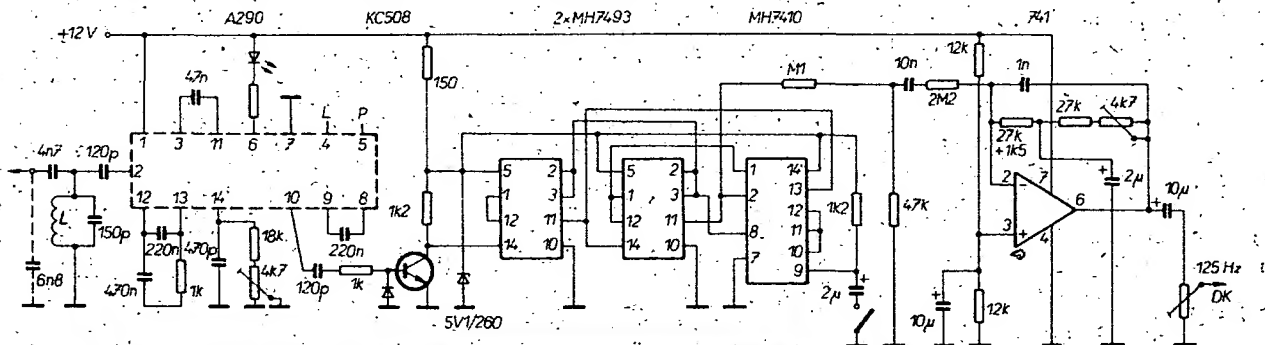 A290 KC508 2xMH7493 MH7410 741
+12V
150
12k
10n
M1
2M2
1n
47n
27k
4k7
27k
+1k5
L P
1 3 11 6 7 4 5
4n7 120p
2
12 13 14 10 9 8
L
150p
220n
470p
18k
4k7
220n
1k2
6n8
470n
1k
120p
1k
5V1/260
5 2
1 3
12 11
14 10
5 2
1 3
12 11
14 10
1 14
2 13
12
8 11
10
7 9
1k2
47k
2μ
2 -
3 +
7
6
4
2μ
10μ
10μ
12k
125 Hz
DK